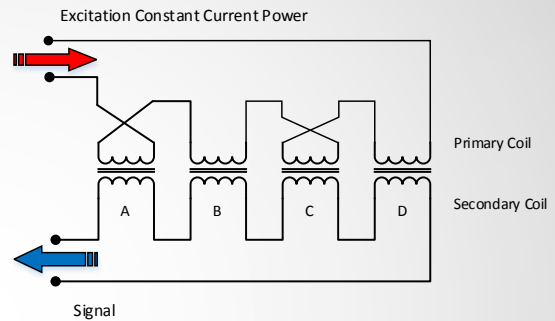 Excitation Constant Current Power
Primary Coil
A
B
C
D
Secondary Coil
Signal